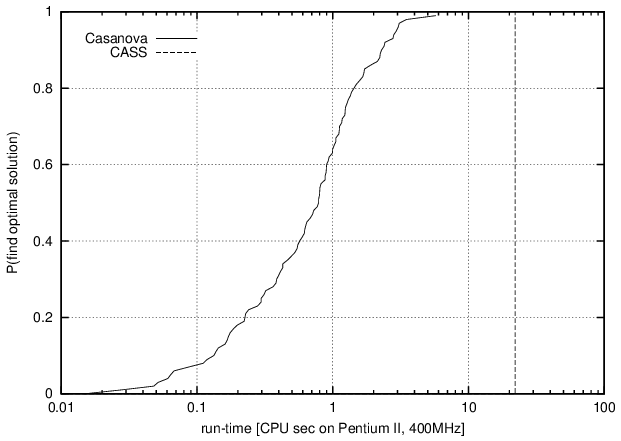 1
Casanova
CASS
0.8
0.6
0.4
0.2
0
P(find optimal solution)
0.01
0.1
1
10
100
run-time [CPU sec on Pentium II, 400MHz]